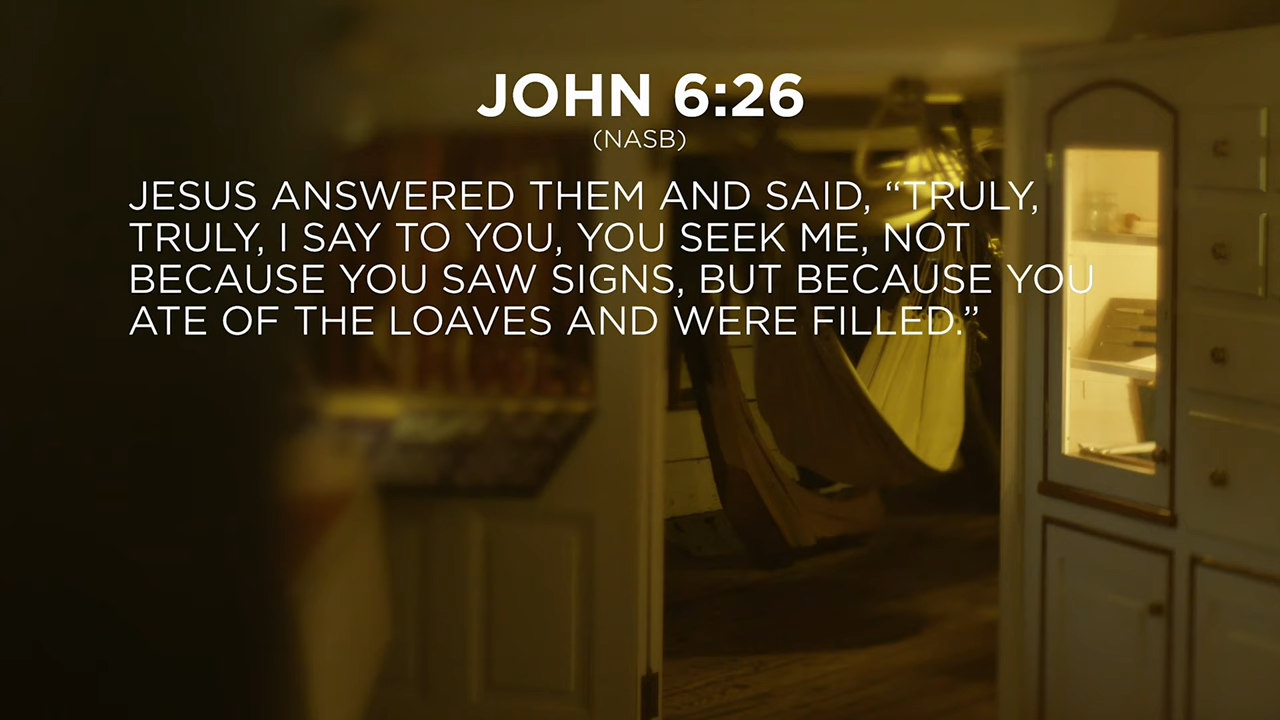 JOHN 6:26
(NASB)
JESUS ANSWERED THEM AND SAID, “TRULY,
TRULY, I SAY TO YOU, YOU SEEK ME, NOT
BECAUSE YOU SAW SIGNS, BUT BECAUSE YOU
ATE OF THE LOAVES AND WERE FILLED.”